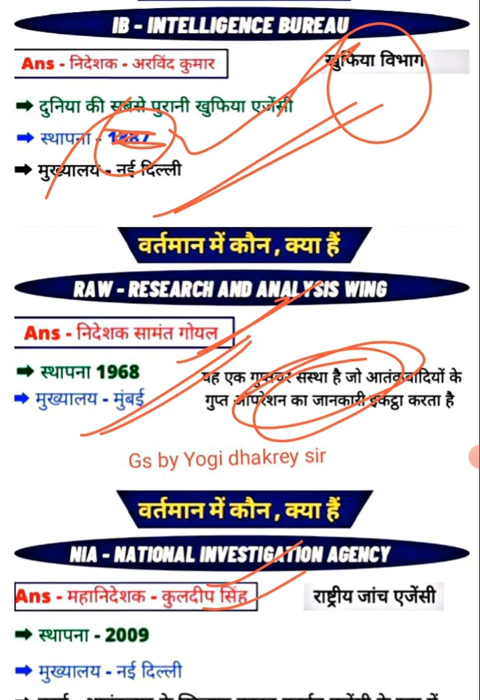 IB - INTELLIGENCE BUREAU
Ans - निदेशक - अरविंद कुमार
खुफिया विभाग
➡ दुनिया की सबसे पुरानी खुफिया एजेंसी
➡ स्थापना - 1887
➡ मुख्यालय - नई दिल्ली
वर्तमान में कौन , क्या हैं
RAW - RESEARCH AND ANALYSIS WING
Ans - निदेशक सामंत गोयल
➡ स्थापना 1968
➡ मुख्यालय - मुंबई
यह एक गुप्तचर संस्था है जो आतंकवादियों के
गुप्त ऑपरेशन का जानकारी इकट्ठा करता है
Gs by Yogi dhakrey sir
वर्तमान में कौन , क्या हैं
NIA - NATIONAL INVESTIGATION AGENCY
Ans - महानिदेशक - कुलदीप सिंह
राष्ट्रीय जांच एजेंसी
➡ स्थापना - 2009
➡ मुख्यालय - नई दिल्ली